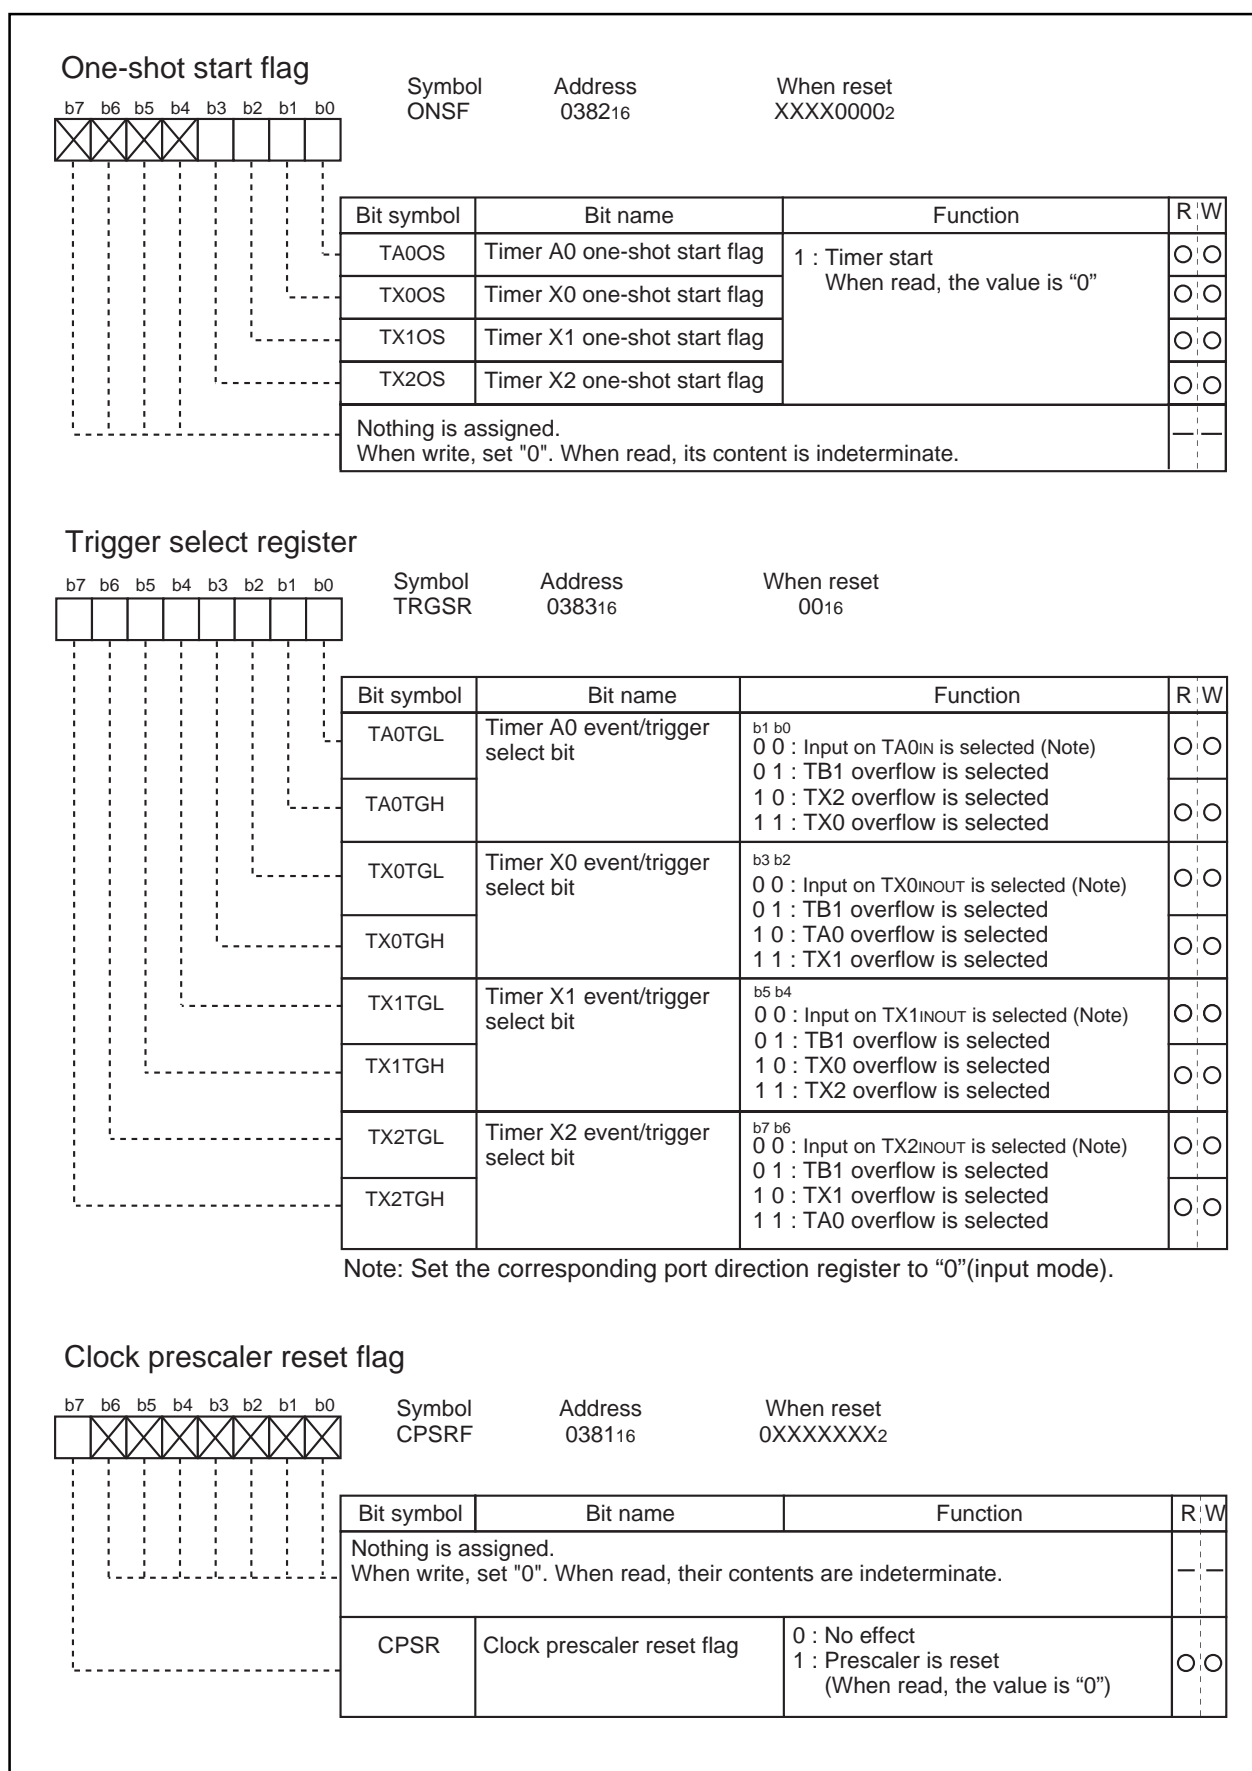 One-shot start flag
Symbol Address When reset
ONSF 038216 XXXX00002
b7 b6 b5 b4 b3 b2 b1 b0
Bit symbol Bit name Function R W
TA0OS Timer A0 one-shot start flag 1 : Timer start
When read, the value is “0”
TX0OS Timer X0 one-shot start flag
TX1OS Timer X1 one-shot start flag
TX2OS Timer X2 one-shot start flag
Nothing is assigned.
When write, set "0". When read, its content is indeterminate.
Trigger select register
Symbol Address When reset
TRGSR 038316 0016
b7 b6 b5 b4 b3 b2 b1 b0
Bit symbol Bit name Function R W
TA0TGL Timer A0 event/trigger select bit
b1 b0
0 0 : Input on TA0IN is selected (Note)
0 1 : TB1 overflow is selected
TA0TGH 1 0 : TX2 overflow is selected
1 1 : TX0 overflow is selected
TX0TGL Timer X0 event/trigger select bit
b3 b2
0 0 : Input on TX0INOUT is selected (Note)
0 1 : TB1 overflow is selected
TX0TGH 1 0 : TA0 overflow is selected
1 1 : TX1 overflow is selected
TX1TGL Timer X1 event/trigger select bit
b5 b4
0 0 : Input on TX1INOUT is selected (Note)
0 1 : TB1 overflow is selected
TX1TGH 1 0 : TX0 overflow is selected
1 1 : TX2 overflow is selected
TX2TGL Timer X2 event/trigger select bit
b7 b6
0 0 : Input on TX2INOUT is selected (Note)
0 1 : TB1 overflow is selected
TX2TGH 1 0 : TX1 overflow is selected
1 1 : TA0 overflow is selected
Note: Set the corresponding port direction register to “0”(input mode).
Clock prescaler reset flag
b7 b6 b5 b4 b3 b2 b1 b0
Symbol Address When reset
CPSRF 038116 0XXXXXXX2
Bit symbol Bit name Function R W
Nothing is assigned.
When write, set "0". When read, their contents are indeterminate.
CPSR Clock prescaler reset flag 0 : No effect
1 : Prescaler is reset
(When read, the value is “0”)